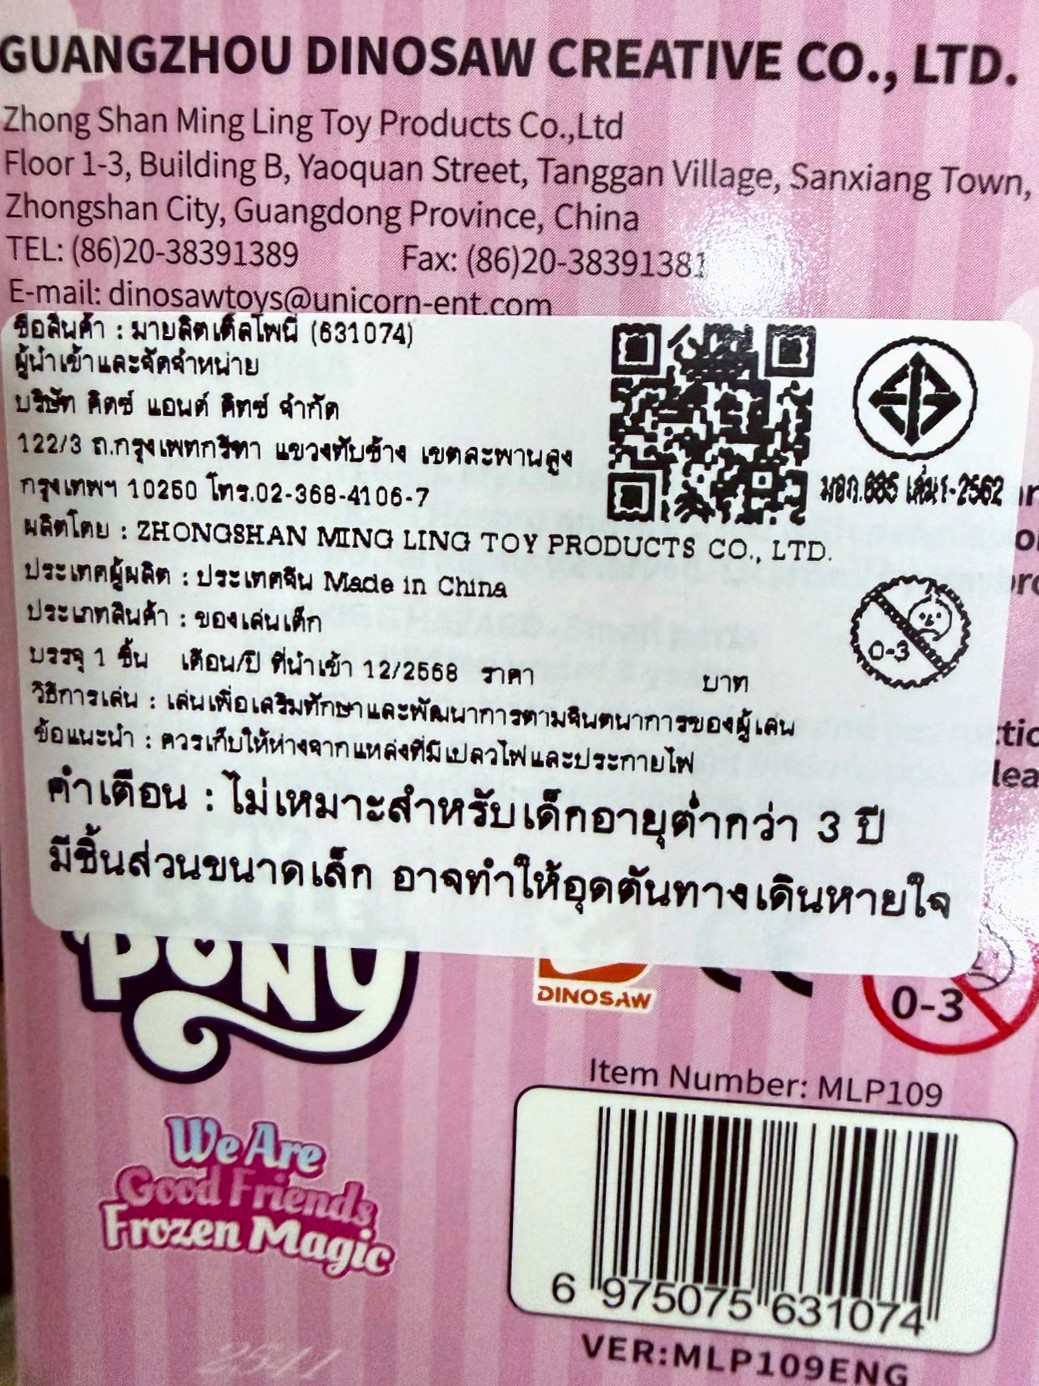 GUANGZHOU DINOSAW CREATIVE CO., LTD.
Zhong Shan Ming Ling Toy Products Co.,Ltd
Floor 1-3, Building B, Yaoquan Street, Tanggan Village, Sanxiang Town,
Zhongshan City, Guangdong Province, China
TEL: (86)20-38391389 Fax: (86)20-38391381
E-mail: dinosawtoys@unicorn-ent.com
ชื่อสินค้า : มายลิตเติ้ลโพนี่ (631074)
ผู้นำเข้าและจัดจำหน่าย
บริษัท คิดซ์ แอนด์ คิทซ์ จำกัด
122/3 ถ.กรุงเทพกรีฑา แขวงทับช้าง เขตสะพานสูง
กรุงเทพฯ 10250 โทร.02-368-4106-7
มอก.685 เล่ม1-2562
ผลิตโดย : ZHONGSHAN MING LING TOY PRODUCTS CO., LTD.
ประเทศผู้ผลิต : ประเทศจีน Made in China
ประเภทสินค้า : ของเล่นเด็ก
0-3
บรรจุ 1 ชิ้น เดือน/ปี ที่นำเข้า 12/2568 ราคา บาท
วิธีการเล่น : เล่นเพื่อเสริมทักษาและพัฒนาการตามจินตนาการของผู้เล่น
ข้อแนะนำ : ควรเก็บให้ห่างจากแหล่งที่มีเปลวไฟและประกายไฟ
คำเตือน : ไม่เหมาะสำหรับเด็กอายุต่ำกว่า 3 ปี
มีชิ้นส่วนขนาดเล็ก อาจทำให้อุดตันทางเดินหายใจ
PONY
DINOSAW
0-3
Item Number: MLP109
We Are
Good Friends
Frozen Magic
6 975075 631074
VER:MLP109ENG
2541